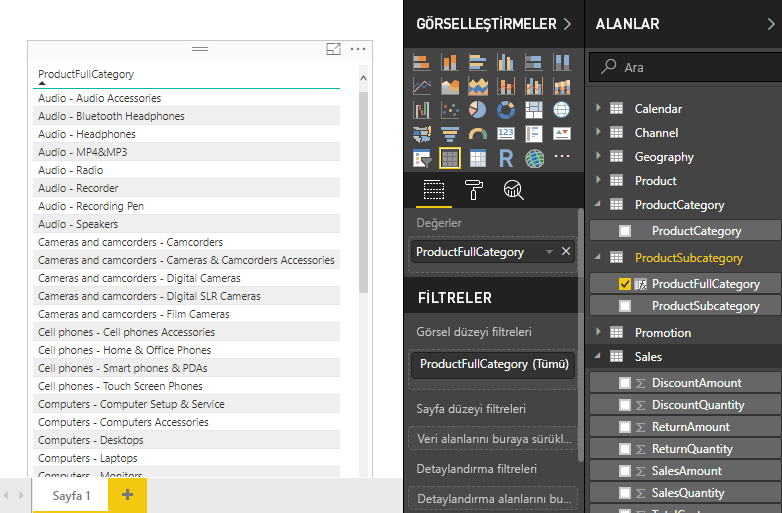 ProductFullCategory
Audio - Audio Accessories
Audio - Bluetooth Headphones
Audio - Headphones
Audio - MP4&MP3
Audio - Radio
Audio - Recorder
Audio - Recording Pen
Audio - Speakers
Cameras and camcorders - Camcorders
Cameras and camcorders - Cameras & Camcorders Accessories
Cameras and camcorders - Digital Cameras
Cameras and camcorders - Digital SLR Cameras
Cameras and camcorders - Film Cameras
Cell phones - Cell phones Accessories
Cell phones - Home & Office Phones
Cell phones - Smart phones & PDAs
Cell phones - Touch Screen Phones
Computers - Computer Setup & Service
Computers - Computers Accessories
Computers - Desktops
Computers - Laptops
Computers - Monitors
Sayfa 1
GÖRSELLEŞTİRMELER
123
R
Değerler
ProductFullCategory
FİLTRELER
Görsel düzeyi filtreleri
ProductFullCategory (Tümü)
Sayfa düzeyi filtreleri
Veri alanlarını buraya sürükl...
Detaylandırma filtreleri
Detaylandırma alanlarını bu...
ALANLAR
Ara
Calendar
Channel
Geography
Product
ProductCategory
ProductCategory
ProductSubcategory
ProductFullCategory
ProductSubcategory
Promotion
Sales
DiscountAmount
DiscountQuantity
ReturnAmount
ReturnQuantity
SalesAmount
SalesQuantity
TotalCost